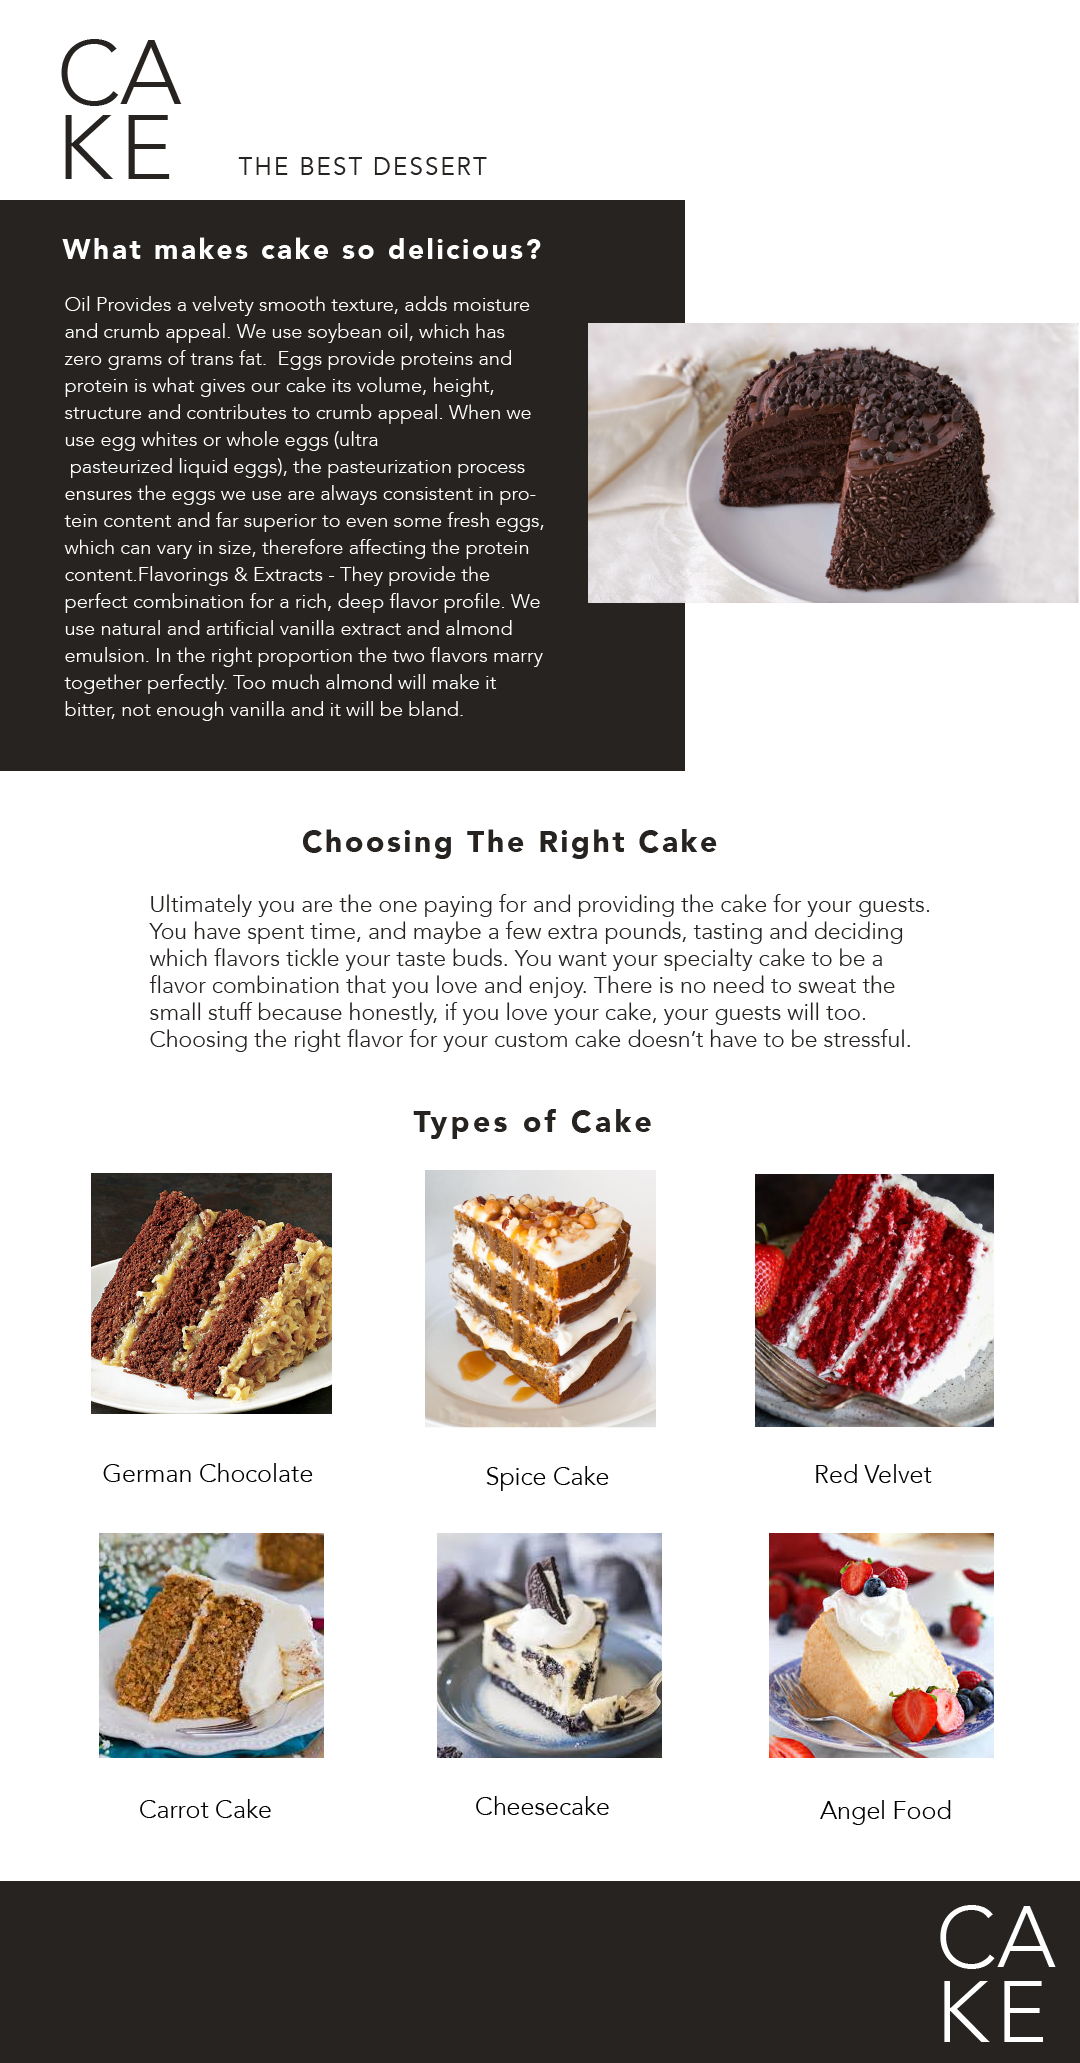 CA
KE
THE BEST DESSERT
What makes cake so delicious?
Oil Provides a velvety smooth texture, adds moisture
and crumb appeal. We use soybean oil, which has
zero grams of trans fat.  Eggs provide proteins and
protein is what gives our cake its volume, height,
structure and contributes to crumb appeal. When we
use egg whites or whole eggs (ultra
pasteurized liquid eggs), the pasteurization process
ensures the eggs we use are always consistent in pro-
tein content and far superior to even some fresh eggs,
which can vary in size, therefore affecting the protein
content.Flavorings & Extracts - They provide the
perfect combination for a rich, deep flavor profile. We
use natural and artificial vanilla extract and almond
emulsion. In the right proportion the two flavors marry
together perfectly. Too much almond will make it
bitter, not enough vanilla and it will be bland.
Choosing The Right Cake
Ultimately you are the one paying for and providing the cake for your guests.
You have spent time, and maybe a few extra pounds, tasting and deciding
which flavors tickle your taste buds. You want your specialty cake to be a
flavor combination that you love and enjoy. There is no need to sweat the
small stuff because honestly, if you love your cake, your guests will too.
Choosing the right flavor for your custom cake doesn’t have to be stressful.
Types of Cake
German Chocolate
Spice Cake
Red Velvet
Carrot Cake
Cheesecake
Angel Food
CA
KE